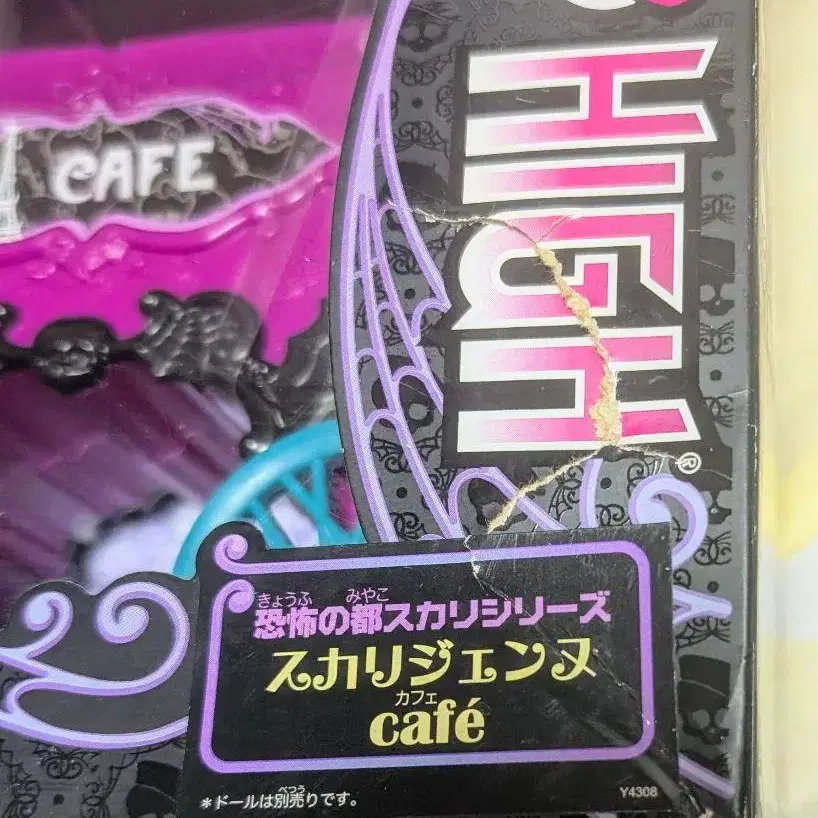 CAFE
HIGH®
きょうふ みやこ
恐怖の都スカリシリーズ
スカリジェンヌ
カフェ
café
べつう
*ドールは別売りです。
Y4308